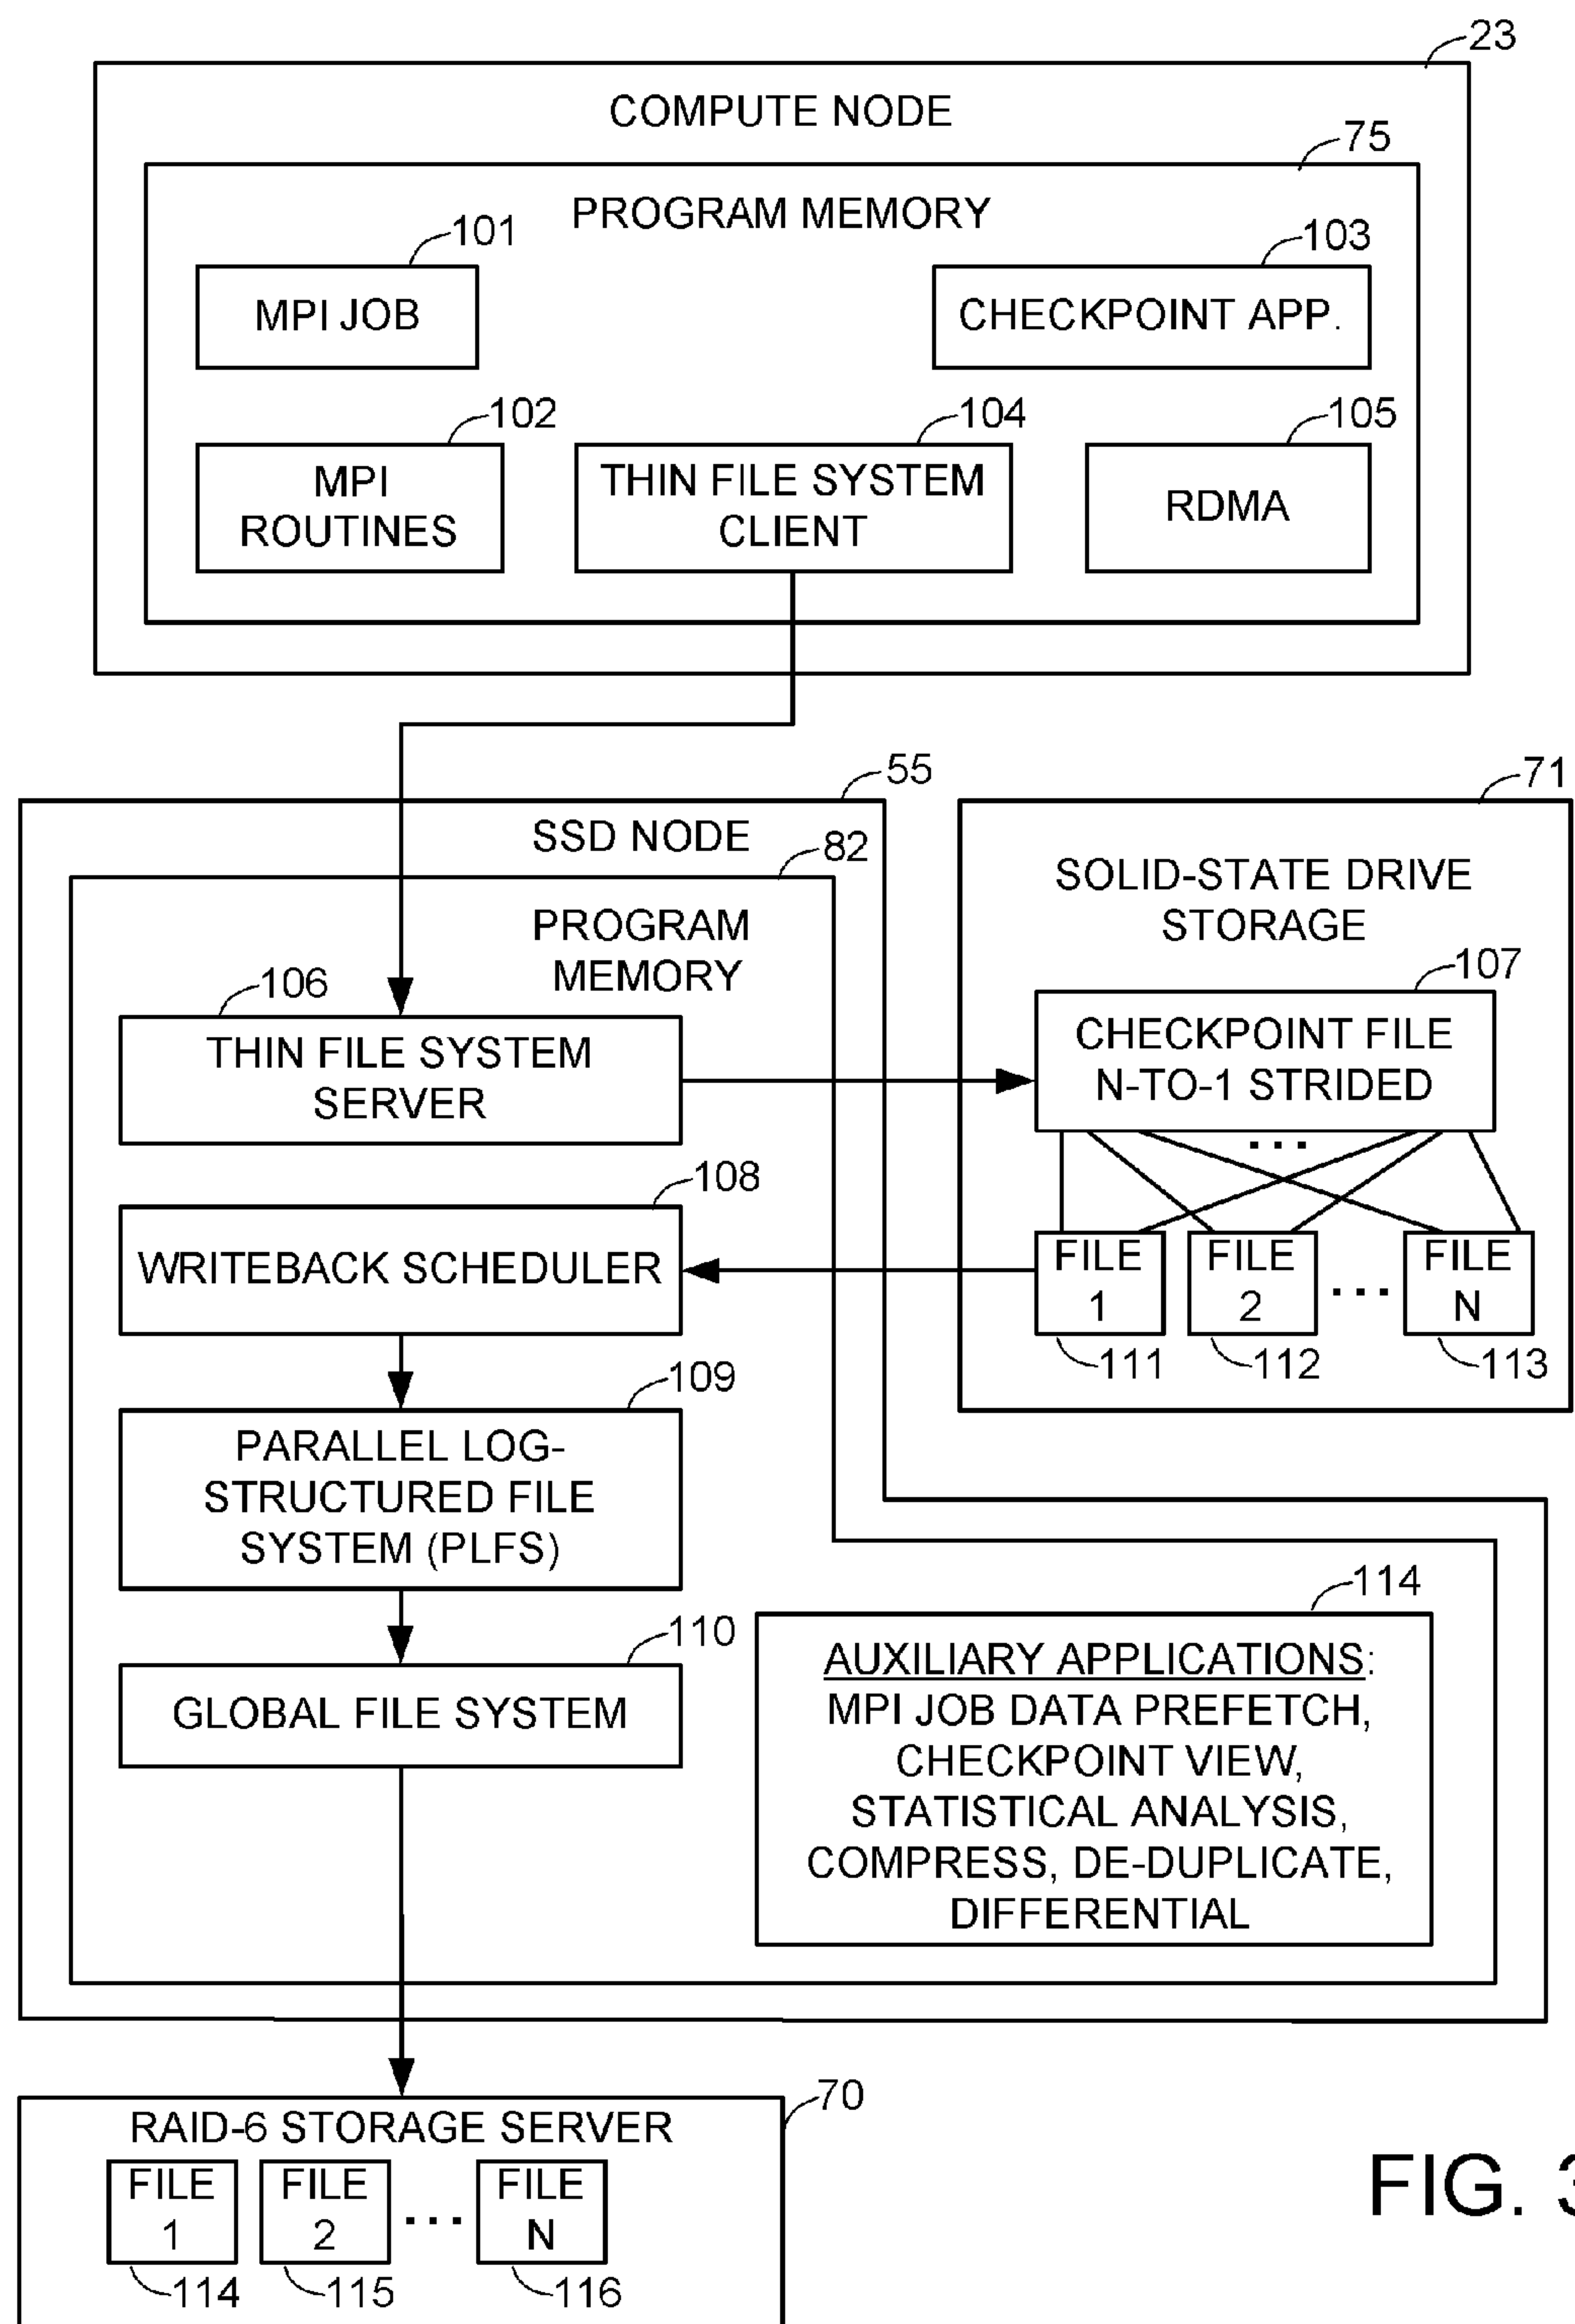 23
COMPUTE NODE
75
PROGRAM MEMORY
101
103
MPI JOB
CHECKPOINT APP.
102
104
105
MPI
ROUTINES
THIN FILE SYSTEM
CLIENT
RDMA
55
71
SSD NODE
82
SOLID-STATE DRIVE
STORAGE
PROGRAM
MEMORY
106
107
THIN FILE SYSTEM
SERVER
CHECKPOINT FILE
N-TO-1 STRIDED
...
108
WRITEBACK SCHEDULER
FILE
1
FILE
2
...
FILE
N
111
112
113
109
PARALLEL LOG-
STRUCTURED FILE
SYSTEM (PLFS)
114
110
GLOBAL FILE SYSTEM
AUXILIARY APPLICATIONS:
MPI JOB DATA PREFETCH,
CHECKPOINT VIEW,
STATISTICAL ANALYSIS,
COMPRESS, DE-DUPLICATE,
DIFFERENTIAL
70
RAID-6 STORAGE SERVER
FILE
1
FILE
2
...
FILE
N
114
115
116
FIG. 3